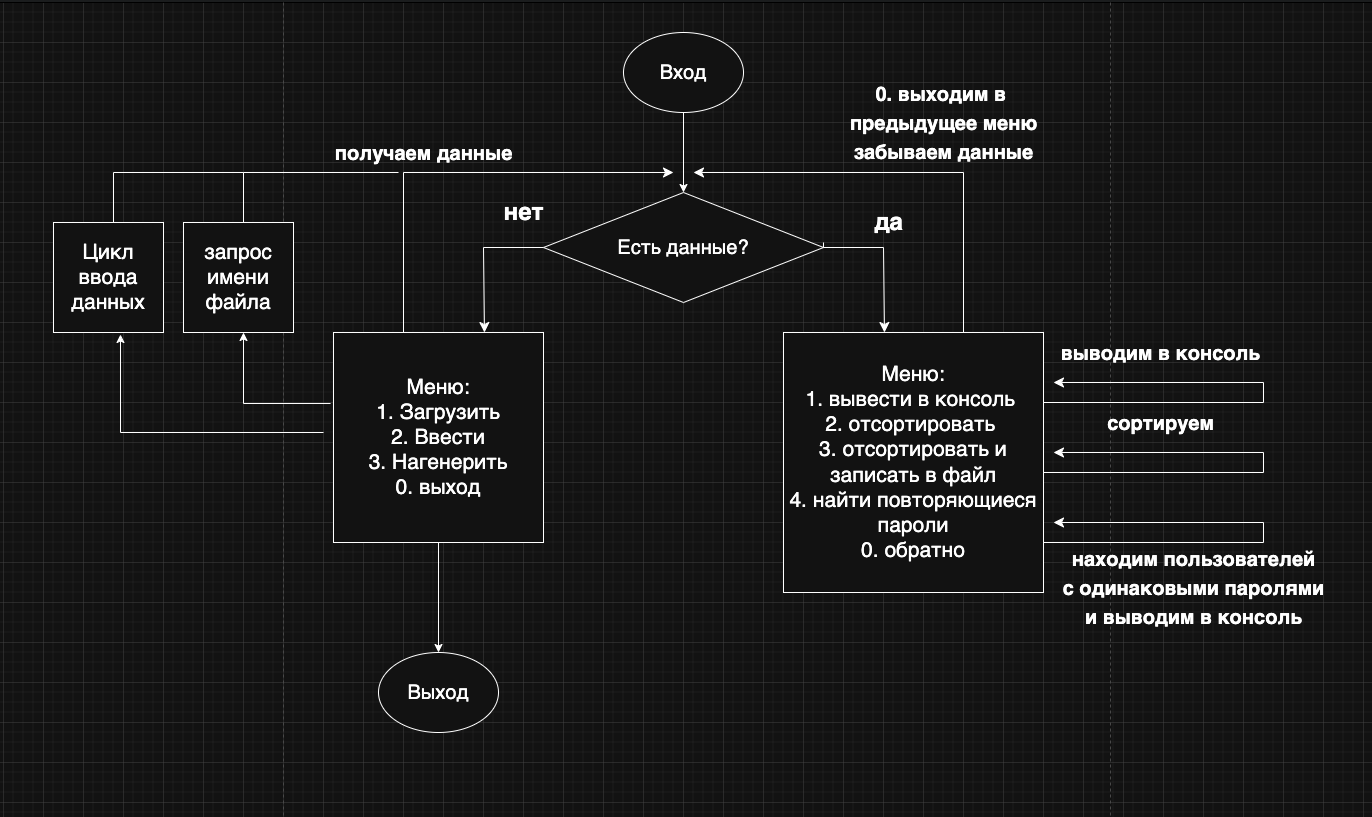 Вход
0. выходим в
предыдущее меню
забываем данные
получаем данные
нет
да
Есть данные?
Цикл
ввода
данных
запрос
имени
файла
Меню:
1. Загрузить
2. Ввести
3. Нагенерить
0. выход
Меню:
1. вывести в консоль
2. отсортировать
3. отсортировать и
записать в файл
4. найти повторяющиеся
пароли
0. обратно
выводим в консоль
сортируем
находим пользователей
с одинаковыми паролями
и выводим в консоль
Выход